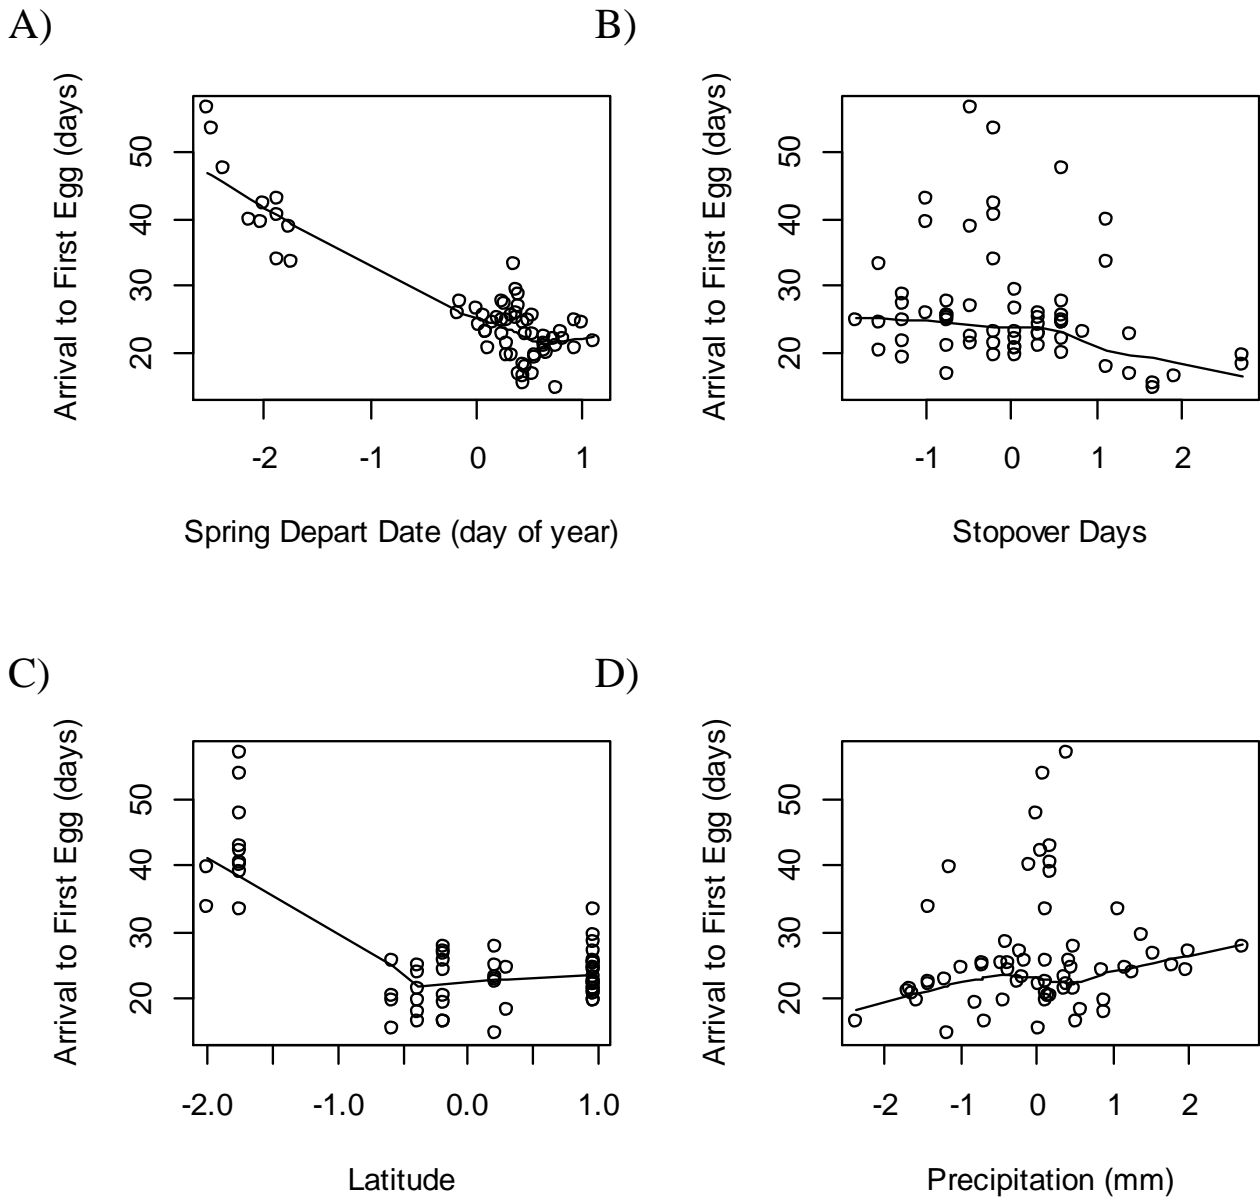 A)
Arrival to First Egg (days)
50
40
30
20
-2 -1 0 1
Spring Depart Date (day of year)
B)
Arrival to First Egg (days)
50
40
30
20
-1 0 1 2
Stopover Days
C)
Arrival to First Egg (days)
50
40
30
20
-2.0 -1.0 0.0 1.0
Latitude
D)
Arrival to First Egg (days)
50
40
30
20
-2 -1 0 1 2
Precipitation (mm)